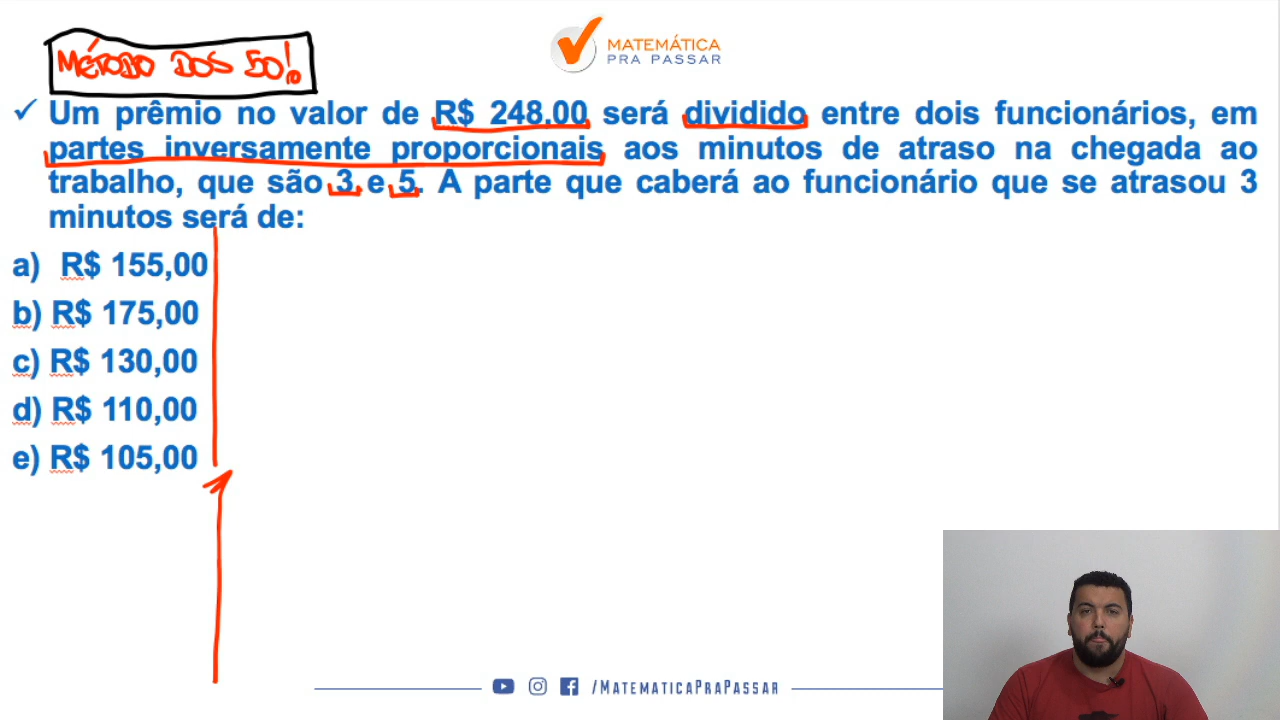 MÉTODO DOS 50!
MATEMÁTICA
PRA PASSAR
✓ Um prêmio no valor de R$ 248,00 será dividido entre dois funcionários, em
partes inversamente proporcionais aos minutos de atraso na chegada ao
trabalho, que são 3 e 5. A parte que caberá ao funcionário que se atrasou 3
minutos será de:
a) R$ 155,00
b) R$ 175,00
c) R$ 130,00
d) R$ 110,00
e) R$ 105,00
/MATEMATICAPRAPASSAR